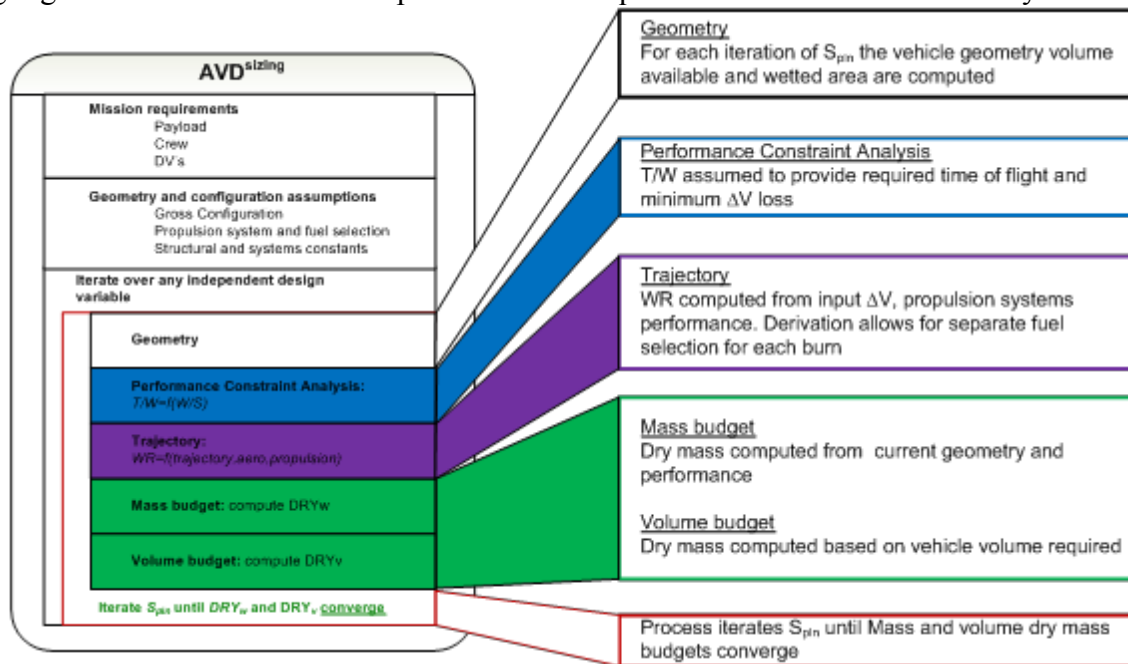 AVDsizing
Mission requirements
Payload
Crew
DV's
Geometry and configuration assumptions
Gross Configuration
Propulsion system and fuel selection
Structural and systems constants
Iterate over any independent design
variable
Geometry
Performance Constraint Analysis:
T/W=f(W/S)
Trajectory:
WR=f(trajectory,aero,propulsion)
Mass budget: compute DRYw
Volume budget: compute DRYv
Iterate Spln until DRYw and DRYv converge
Geometry
For each iteration of Spln the vehicle geometry volume
available and wetted area are computed
Performance Constraint Analysis
T/W assumed to provide required time of flight and
minimum ΔV loss
Trajectory
WR computed from input ΔV, propulsion systems
performance. Derivation allows for separate fuel
selection for each burn
Mass budget
Dry mass computed from current geometry and
performance
Volume budget
Dry mass computed based on vehicle volume required
Process iterates Spln until Mass and volume dry mass
budgets converge